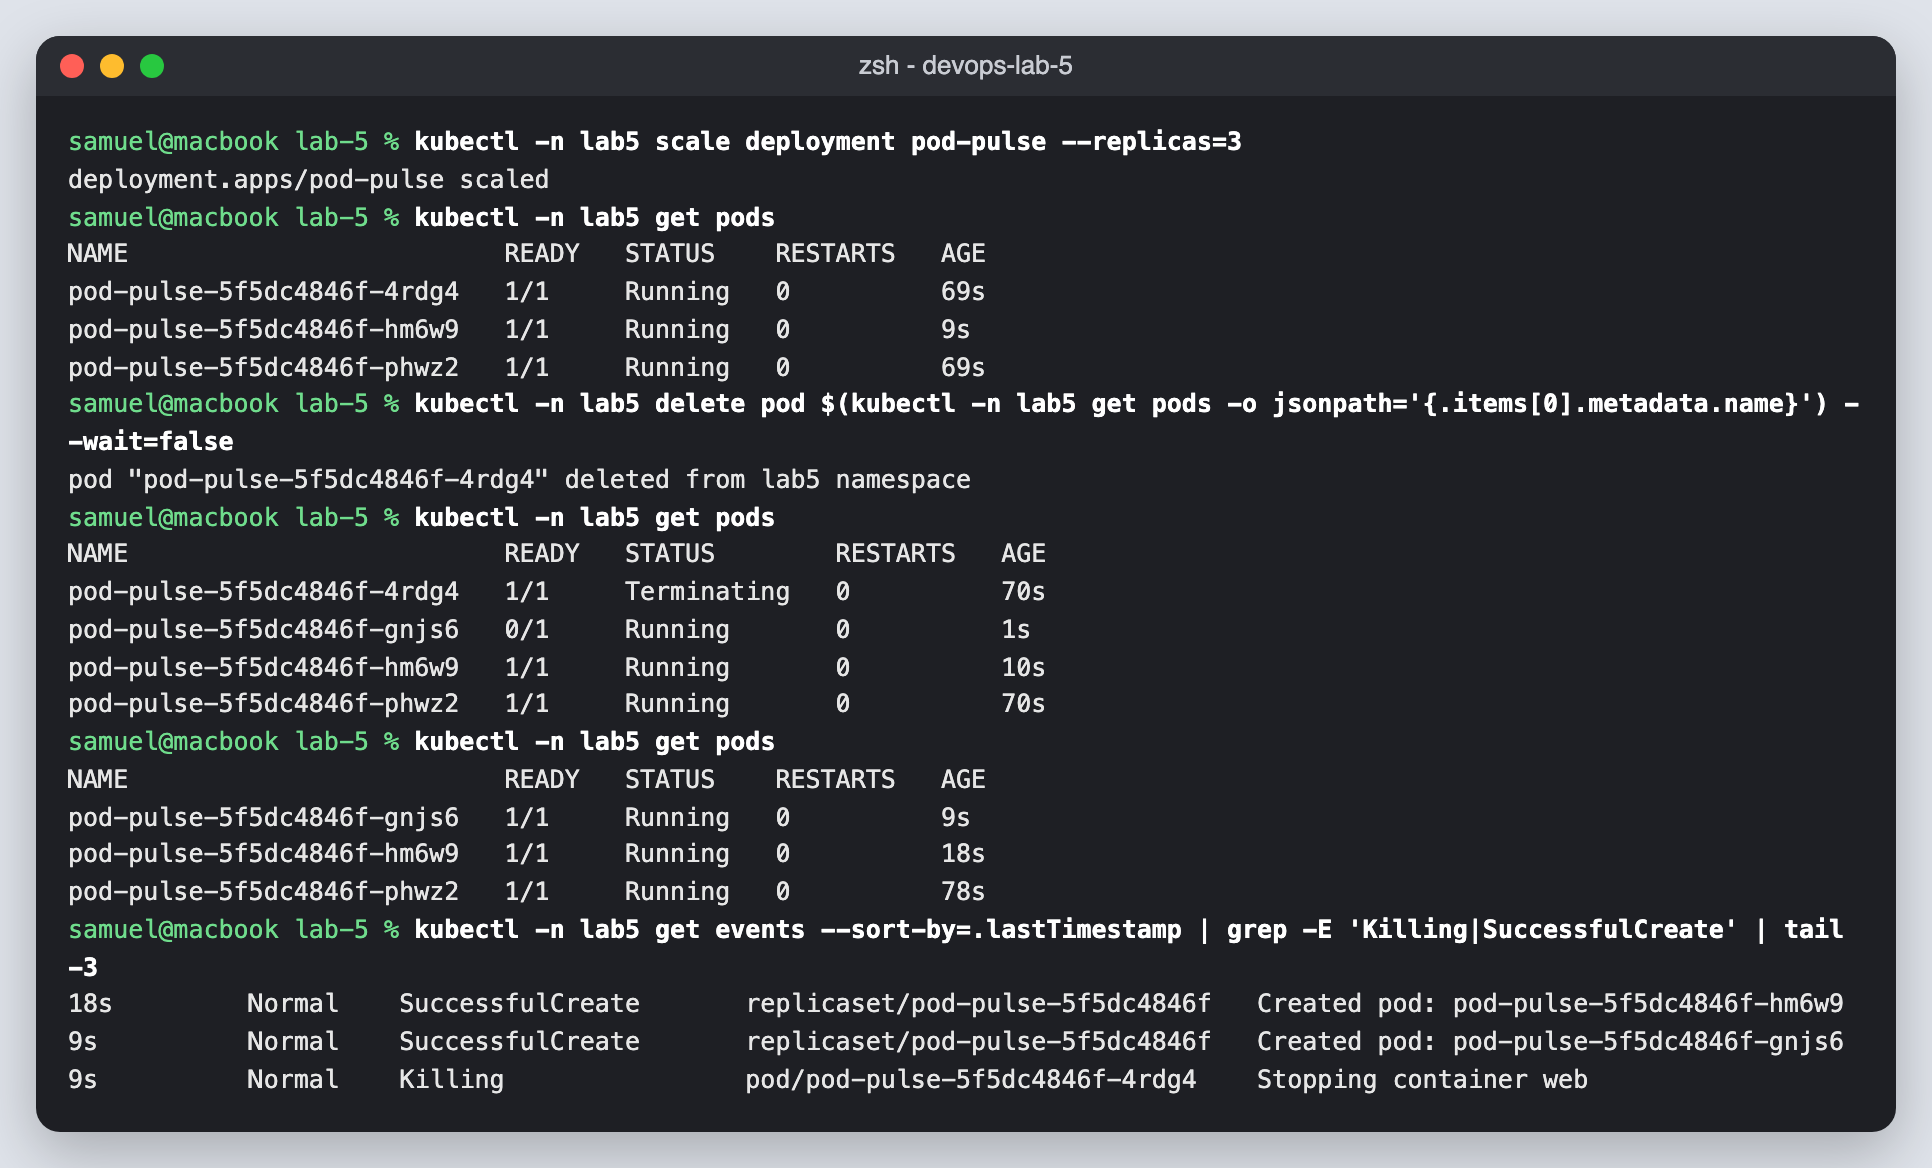 zsh - devops-lab-5
samuel@macbook lab-5 % kubectl -n lab5 scale deployment pod-pulse --replicas=3
deployment.apps/pod-pulse scaled
samuel@macbook lab-5 % kubectl -n lab5 get pods
NAME                             READY   STATUS    RESTARTS   AGE
pod-pulse-5f5dc4846f-4rdg4   1/1     Running   0          69s
pod-pulse-5f5dc4846f-hm6w9   1/1     Running   0          9s
pod-pulse-5f5dc4846f-phwz2   1/1     Running   0          69s
samuel@macbook lab-5 % kubectl -n lab5 delete pod $(kubectl -n lab5 get pods -o jsonpath='{.items[0].metadata.name}') -
-wait=false
pod "pod-pulse-5f5dc4846f-4rdg4" deleted from lab5 namespace
samuel@macbook lab-5 % kubectl -n lab5 get pods
NAME                             READY   STATUS        RESTARTS   AGE
pod-pulse-5f5dc4846f-4rdg4   1/1     Terminating   0          70s
pod-pulse-5f5dc4846f-gnjs6   0/1     Running       0          1s
pod-pulse-5f5dc4846f-hm6w9   1/1     Running       0          10s
pod-pulse-5f5dc4846f-phwz2   1/1     Running       0          70s
samuel@macbook lab-5 % kubectl -n lab5 get pods
NAME                             READY   STATUS    RESTARTS   AGE
pod-pulse-5f5dc4846f-gnjs6   1/1     Running   0          9s
pod-pulse-5f5dc4846f-hm6w9   1/1     Running   0          18s
pod-pulse-5f5dc4846f-phwz2   1/1     Running   0          78s
samuel@macbook lab-5 % kubectl -n lab5 get events --sort-by=.lastTimestamp | grep -E 'Killing|SuccessfulCreate' | tail
-3
18s         Normal    SuccessfulCreate       replicaset/pod-pulse-5f5dc4846f   Created pod: pod-pulse-5f5dc4846f-hm6w9
9s          Normal    SuccessfulCreate       replicaset/pod-pulse-5f5dc4846f   Created pod: pod-pulse-5f5dc4846f-gnjs6
9s          Normal    Killing                pod/pod-pulse-5f5dc4846f-4rdg4    Stopping container web